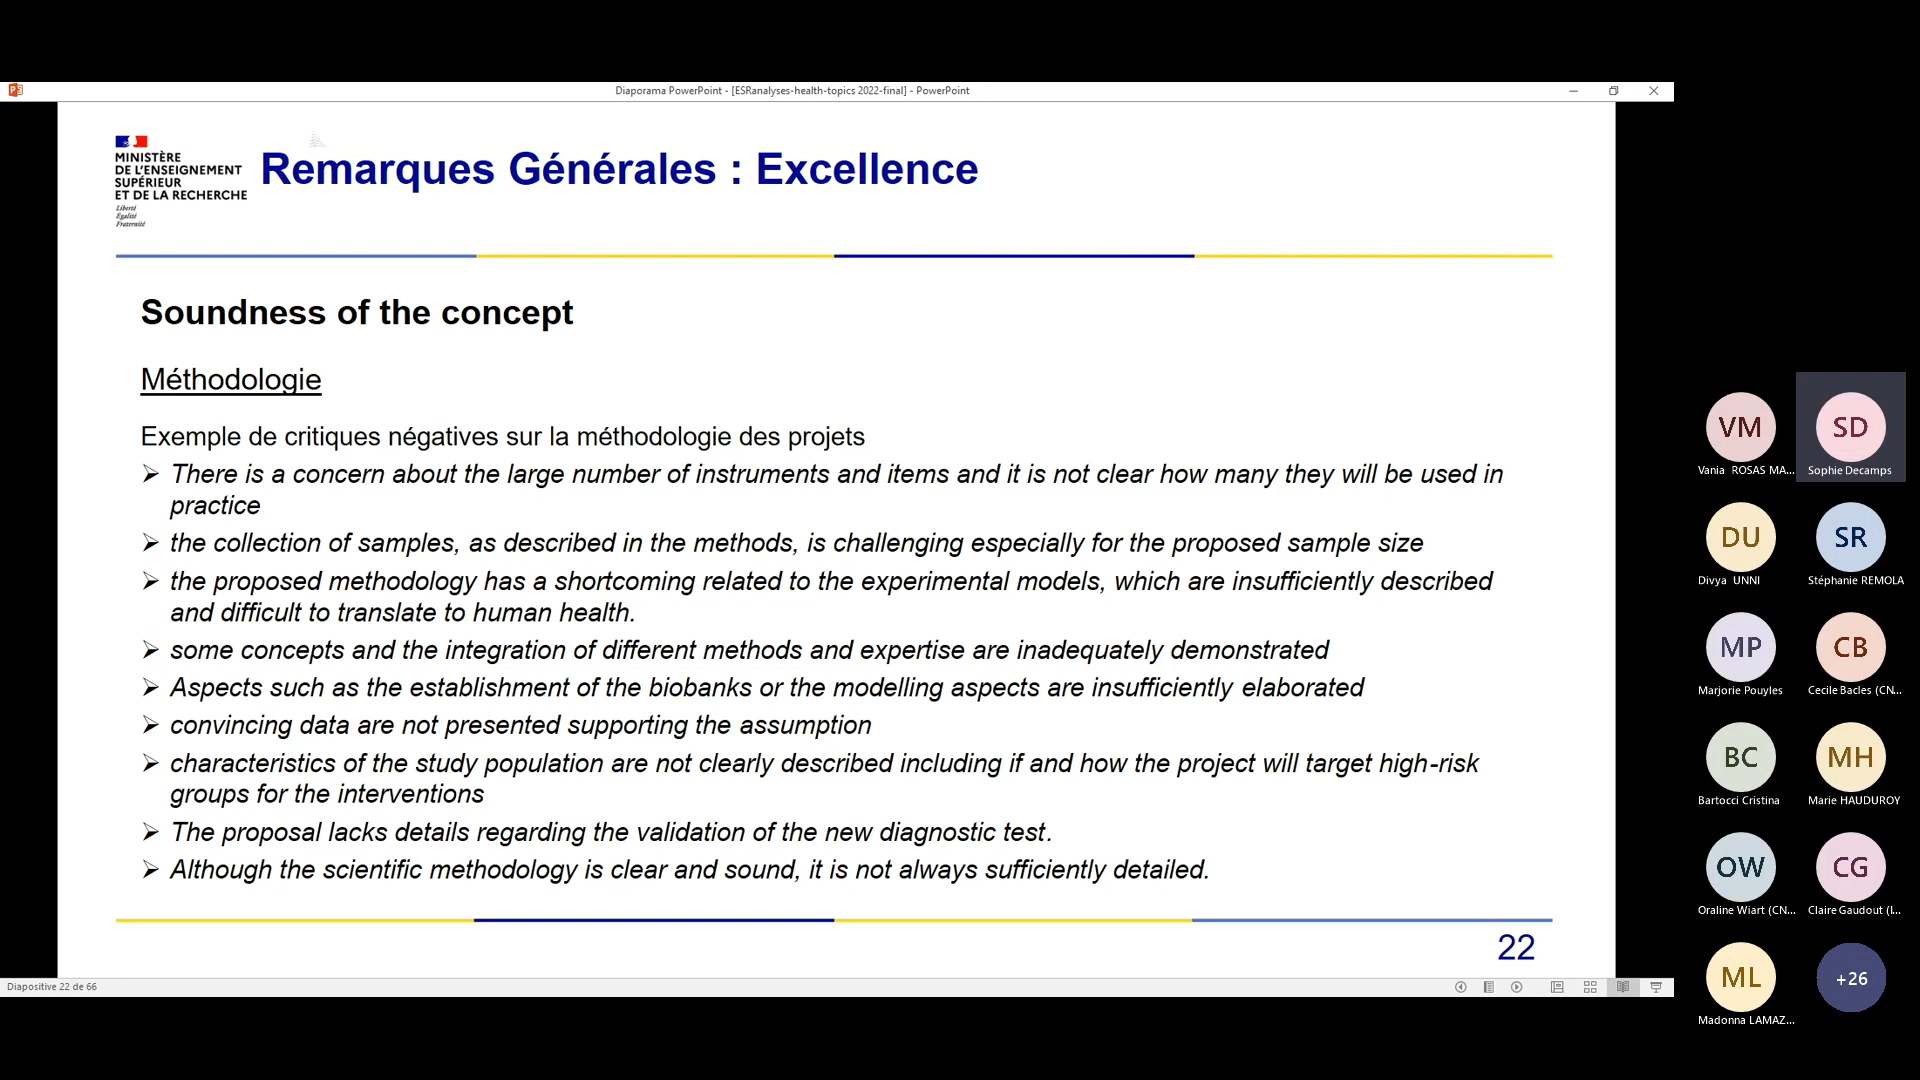 Diaporama PowerPoint - [ESRanalyses-health-topics 2022-final] - PowerPoint
MINISTÈRE
DE L'ENSEIGNEMENT
SUPÉRIEUR
ET DE LA RECHERCHE
Liberté
Égalité
Fraternité
Remarques Générales : Excellence
Soundness of the concept
Méthodologie
Exemple de critiques négatives sur la méthodologie des projets
➢ There is a concern about the large number of instruments and items and it is not clear how many they will be used in
practice
➢ the collection of samples, as described in the methods, is challenging especially for the proposed sample size
➢ the proposed methodology has a shortcoming related to the experimental models, which are insufficiently described
and difficult to translate to human health.
➢ some concepts and the integration of different methods and expertise are inadequately demonstrated
➢ Aspects such as the establishment of the biobanks or the modelling aspects are insufficiently elaborated
➢ convincing data are not presented supporting the assumption
➢ characteristics of the study population are not clearly described including if and how the project will target high-risk
groups for the interventions
➢ The proposal lacks details regarding the validation of the new diagnostic test.
➢ Although the scientific methodology is clear and sound, it is not always sufficiently detailed.
22
Diapositive 22 de 66
VM
Vania ROSAS MA...
SD
Sophie Decamps
DU
Divya UNNI
SR
Stéphanie REMOLA
MP
Marjorie Pouyles
CB
Cecile Bacles (CN...
BC
Bartocci Cristina
MH
Marie HAUDUROY
OW
Oraline Wiart (CN...
CG
Claire Gaudout (I...
ML
Madonna LAMAZ...
+26